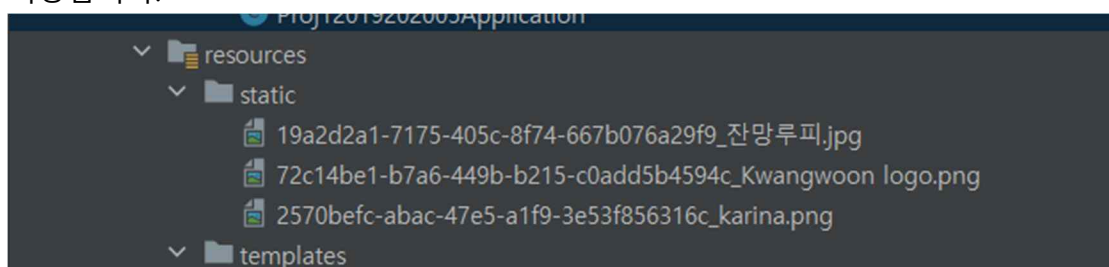 Proj12019202005Application
resources
static
19a2d2a1-7175-405c-8f74-667b076a29f9_잔망루피.jpg
72c14be1-b7a6-449b-b215-c0add5b4594c_Kwangwoon logo.png
2570befc-abac-47e5-a1f9-3e53f856316c_karina.png
templates